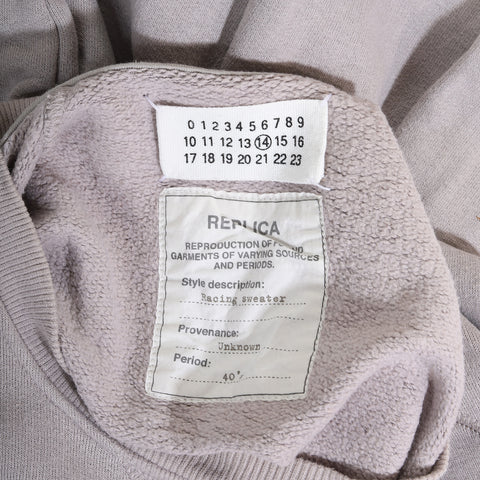 0 1 2 3 4 5 6 7 8 9
10 11 12 13 14 15 16
17 18 19 20 21 22 23
REPLICA
REPRODUCTION OF FOUND
GARMENTS OF VARYING SOURCES
AND PERIODS.
Style description:
Racing sweater
Provenance:
Unknown
Period:
40'